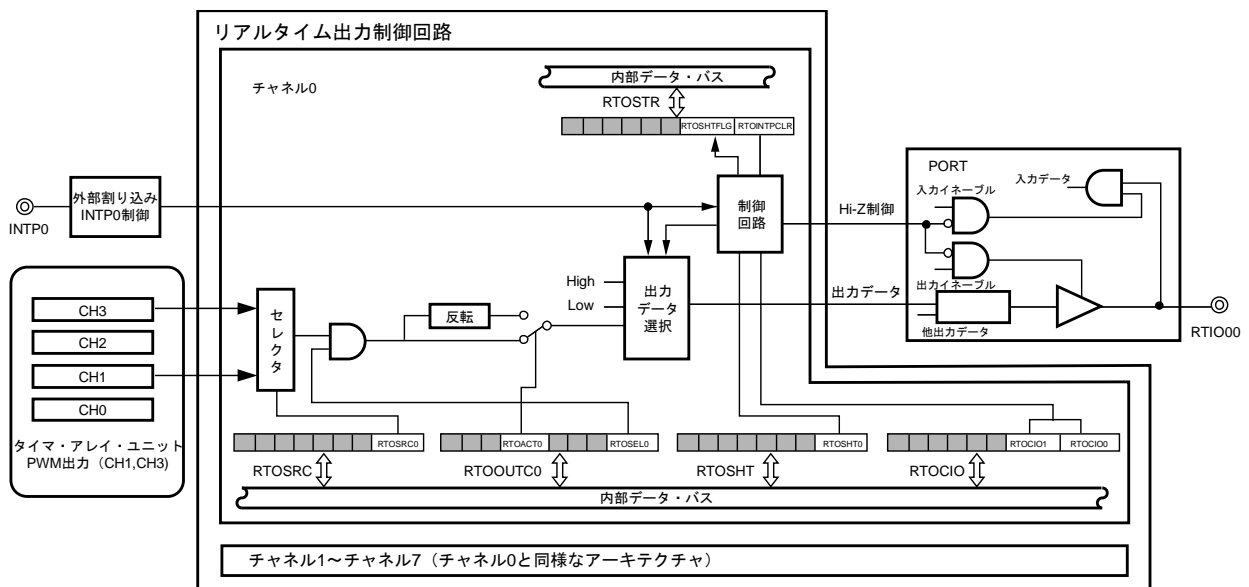 リアルタイム出力制御回路
チャネル0
内部データ・バス
RTOSTR
RTOSHTFLG
RTOINTPCLR
INTP0
外部割り込み
INTP0制御
制御
回路
Hi-Z制御
PORT
入力イネーブル
入力データ
出力イネーブル
他出力データ
RTIO00
High
Low
出力
データ
選択
出力データ
CH3
CH2
CH1
CH0
タイマ・アレイ・ユニット
PWM出力（CH1,CH3)
セレクタ
反転
RTOSRC0
RTOACT0
RTOSEL0
RTOSHT0
RTOCIO1
RTOCIO0
RTOSRC
RTOOUTC0
RTOSHT
RTOCIO
内部データ・バス
チャネル1～チャネル7（チャネル0と同様なアーキテクチャ）